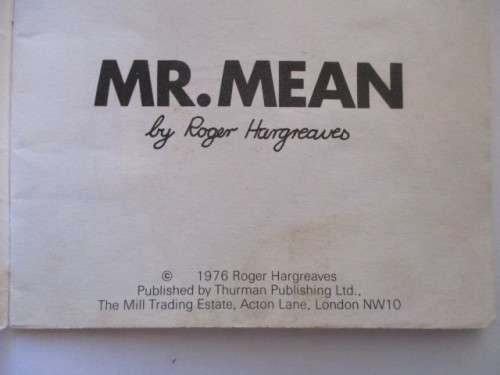 MR. MEAN
by Roger Hargreaves
© 1976 Roger Hargreaves
Published by Thurman Publishing Ltd.,
The Mill Trading Estate, Acton Lane, London NW10